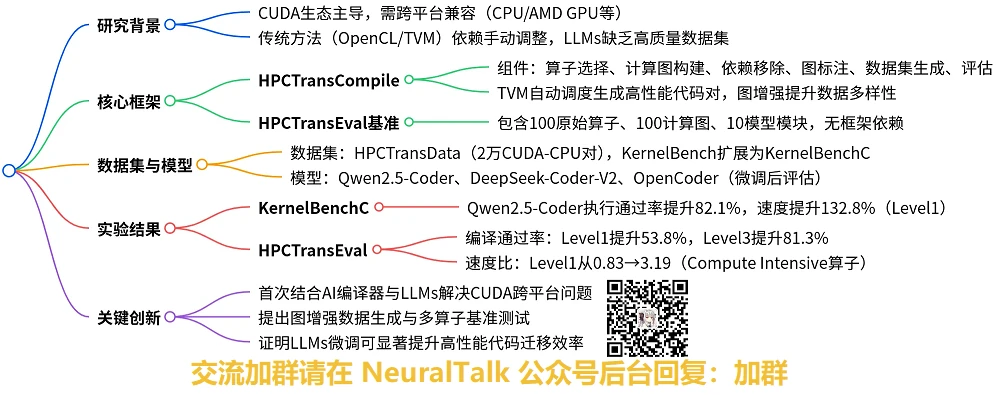 研究背景
CUDA生态主导，需跨平台兼容（CPU/AMD GPU等）
传统方法（OpenCL/TVM）依赖手动调整，LLMs缺乏高质量数据集
核心框架
HPCTransCompile
组件：算子选择、计算图构建、依赖移除、图标注、数据集生成、评估
TVM自动调度生成高性能代码对，图增强提升数据多样性
HPCTransEval基准
包含100原始算子、100计算图、10模型模块，无框架依赖
数据集与模型
数据集：HPCTransData（2万CUDA-CPU对），KernelBench扩展为KernelBenchC
模型：Qwen2.5-Coder、DeepSeek-Coder-V2、OpenCoder（微调后评估）
实验结果
KernelBenchC
Qwen2.5-Coder执行通过率提升82.1%，速度提升132.8%（Level1）
HPCTransEval
编译通过率：Level1提升53.8%，Level3提升81.3%
速度比：Level1从0.83→3.19（Compute Intensive算子）
关键创新
首次结合AI编译器与LLMs解决CUDA跨平台问题
提出图增强数据生成与多算子基准测试
证明LLMs微调可显著提升高性能代码迁移效率
交流加群请在 NeuralTalk 公众号后台回复：加群